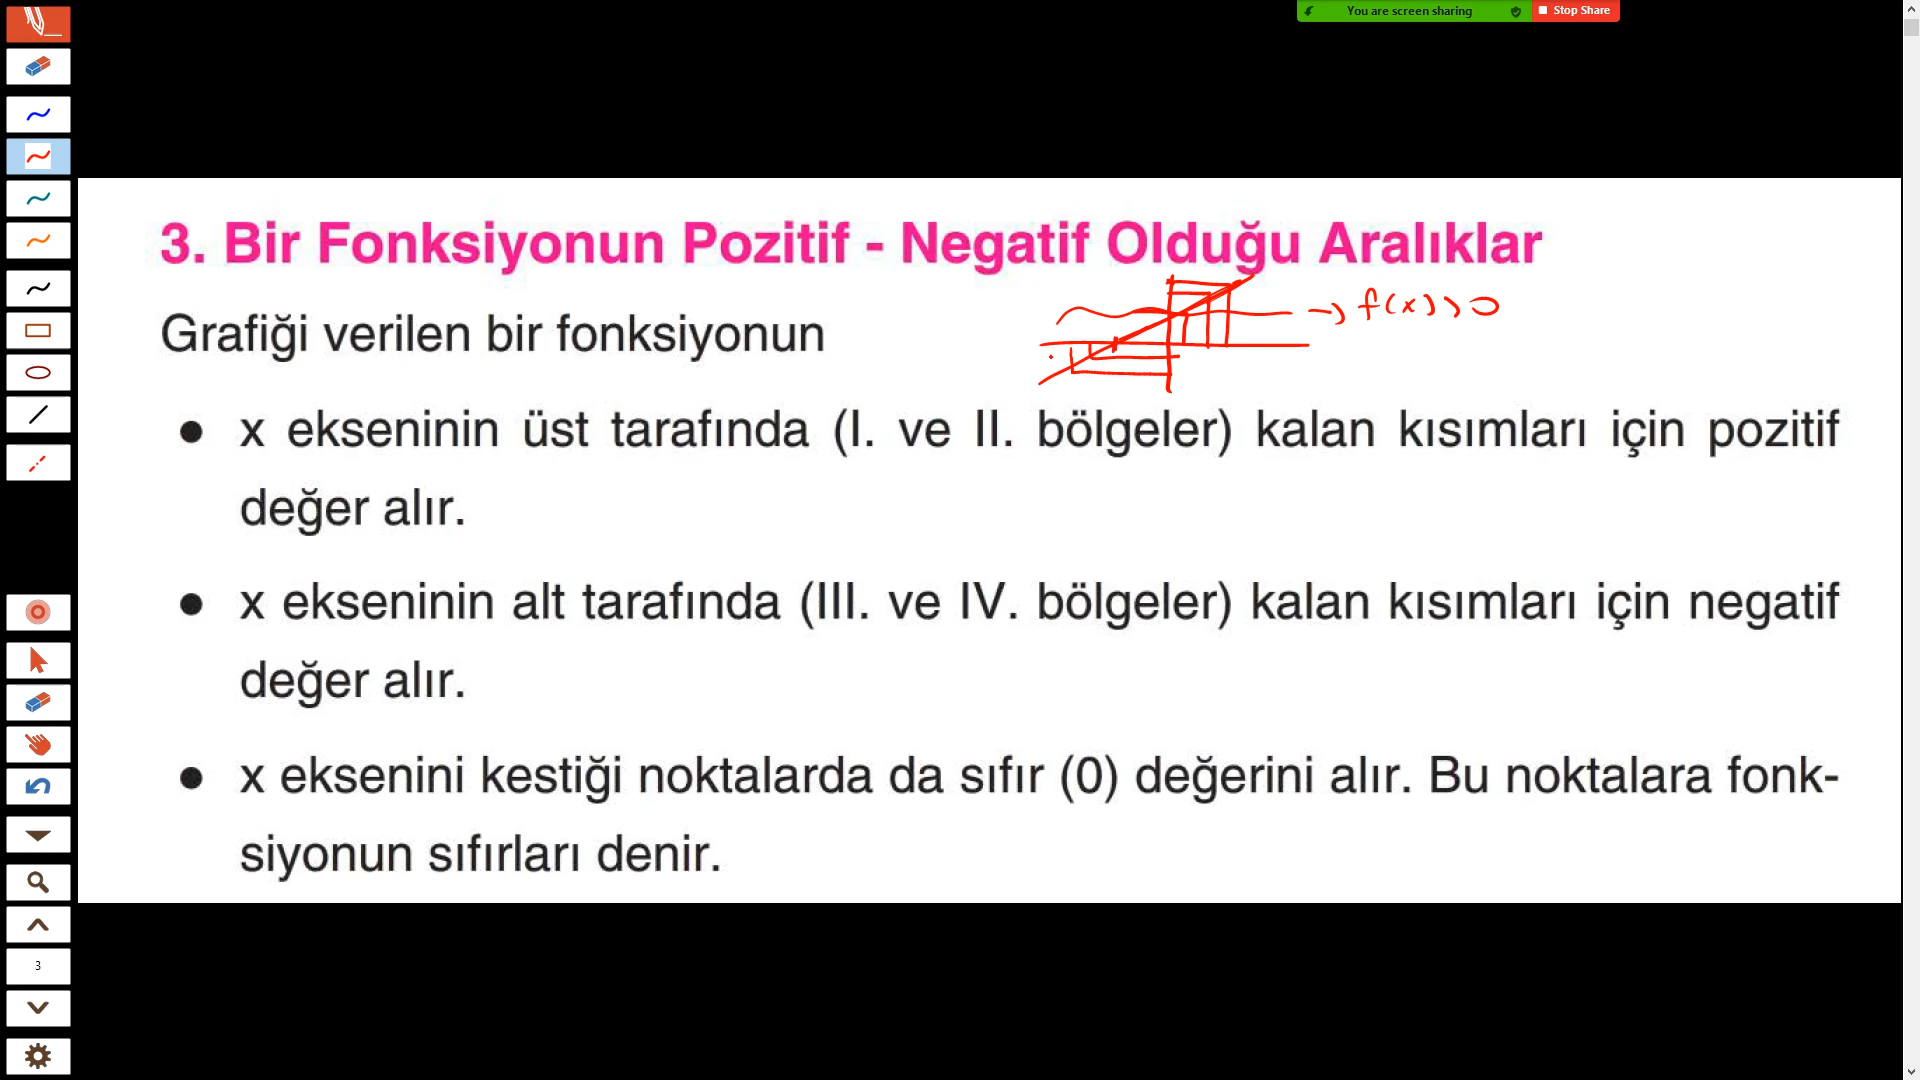 You are screen sharing
Stop Share
3. Bir Fonksiyonun Pozitif - Negatif Olduğu Aralıklar
→ f(x) > 0
Grafiği verilen bir fonksiyonun
● x ekseninin üst tarafında (I. ve II. bölgeler) kalan kısımları için pozitif
değer alır.
● x ekseninin alt tarafında (III. ve IV. bölgeler) kalan kısımları için negatif
değer alır.
● x eksenini kestiği noktalarda da sıfır (0) değerini alır. Bu noktalara fonk-
siyonun sıfırları denir.
3